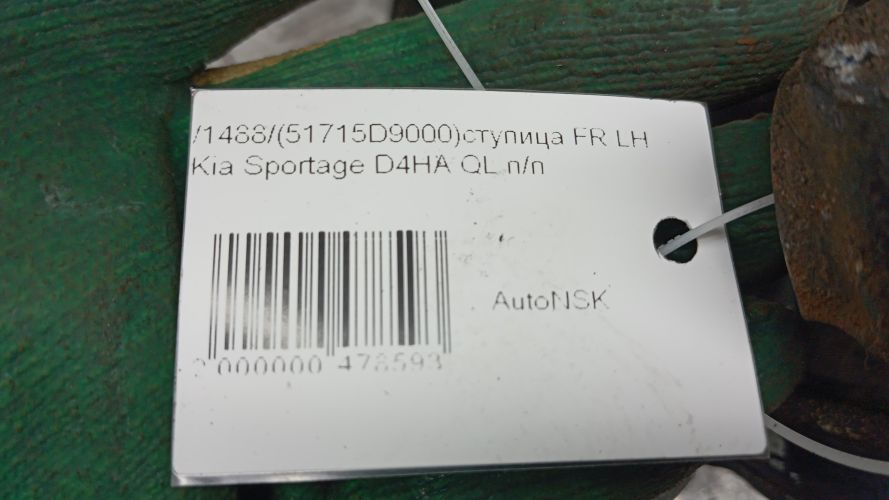 /1488/(51715D9000)ступица FR LH
Kia Sportage D4HA QL п/п
AutoNSK
2 000000 478593